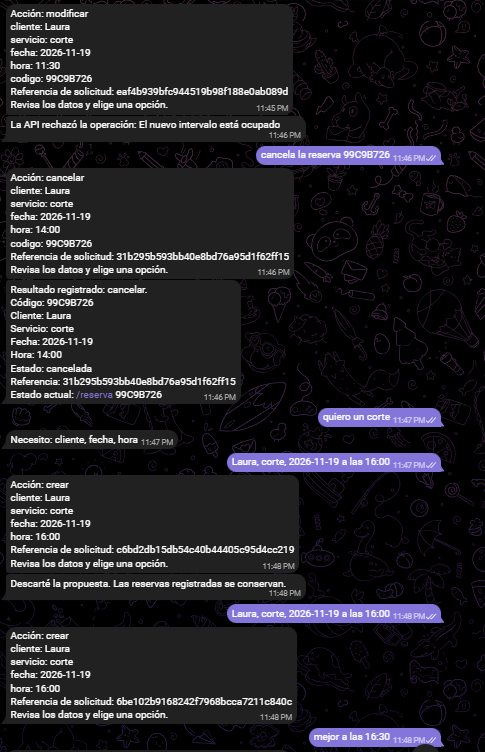 Acción: modificar
cliente: Laura
servicio: corte
fecha: 2026-11-19
hora: 11:30
codigo: 99C9B726
Referencia de solicitud: eaf4b939bfc944519b98f188e0ab089d
Revisa los datos y elige una opción.
11:45 PM
La API rechazó la operación: El nuevo intervalo está ocupado
11:46 PM
cancela la reserva 99C9B726 11:46 PM
Acción: cancelar
cliente: Laura
servicio: corte
fecha: 2026-11-19
hora: 14:00
codigo: 99C9B726
Referencia de solicitud: 31b295b593bb40e8bd76a95d1f62ff15
Revisa los datos y elige una opción.
11:46 PM
Resultado registrado: cancelar.
Código: 99C9B726
Cliente: Laura
Servicio: corte
Fecha: 2026-11-19
Hora: 14:00
Estado: cancelada
Referencia: 31b295b593bb40e8bd76a95d1f62ff15
Estado actual: /reserva 99C9B726 11:46 PM
quiero un corte 11:47 PM
Necesito: cliente, fecha, hora 11:47 PM
Laura, corte, 2026-11-19 a las 16:00 11:47 PM
Acción: crear
cliente: Laura
servicio: corte
fecha: 2026-11-19
hora: 16:00
Referencia de solicitud: c6bd2db15db54c40b44405c95d4cc219
Revisa los datos y elige una opción.
11:48 PM
Descarté la propuesta. Las reservas registradas se conservan.
11:48 PM
Laura, corte, 2026-11-19 a las 16:00 11:48 PM
Acción: crear
cliente: Laura
servicio: corte
fecha: 2026-11-19
hora: 16:00
Referencia de solicitud: 6be102b9168242f7968bcca7211c840c
Revisa los datos y elige una opción.
11:48 PM
mejor a las 16:30 11:48 PM